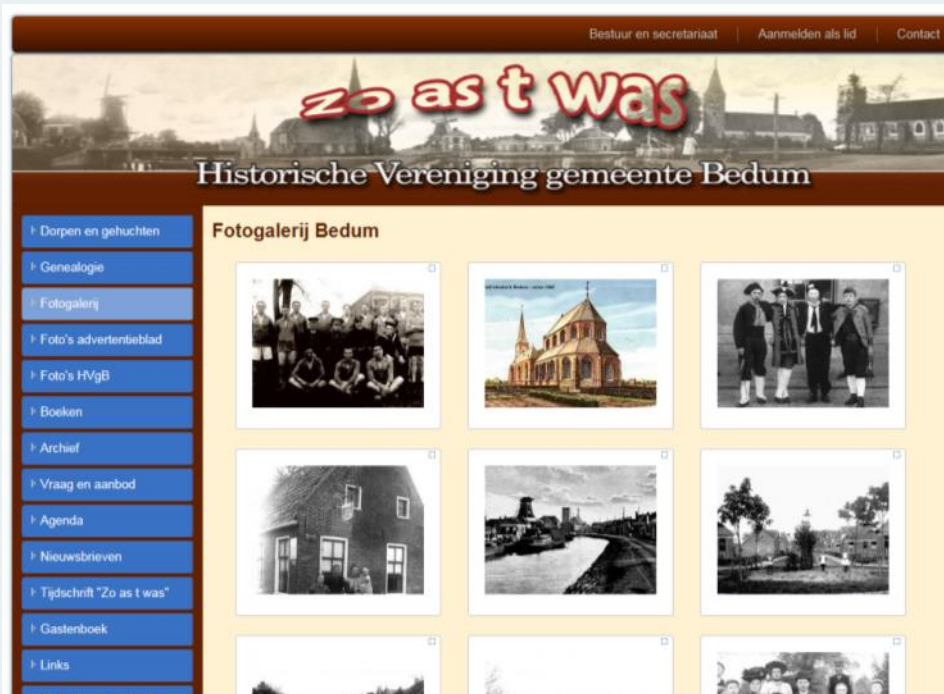 Bestuur en secretariaat | Aanmelden als lid | Contact
zo as t was
Historische Vereniging gemeente Bedum
Dorpen en gehuchten
Genealogie
Fotogalerij
Foto's advertentieblad
Foto's HVgB
Boeken
Archief
Vraag en aanbod
Agenda
Nieuwsbrieven
Tijdschrift "Zo as t was"
Gastenboek
Links
Fotogalerij Bedum